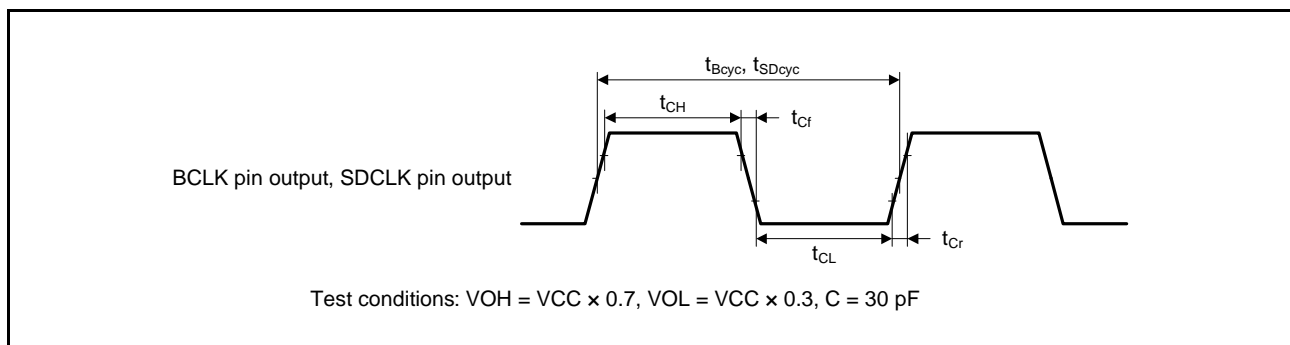 tBcyc, tSDcyc
tCH
tCf
BCLK pin output, SDCLK pin output
tCL
tCr
Test conditions: VOH = VCC × 0.7, VOL = VCC × 0.3, C = 30 pF